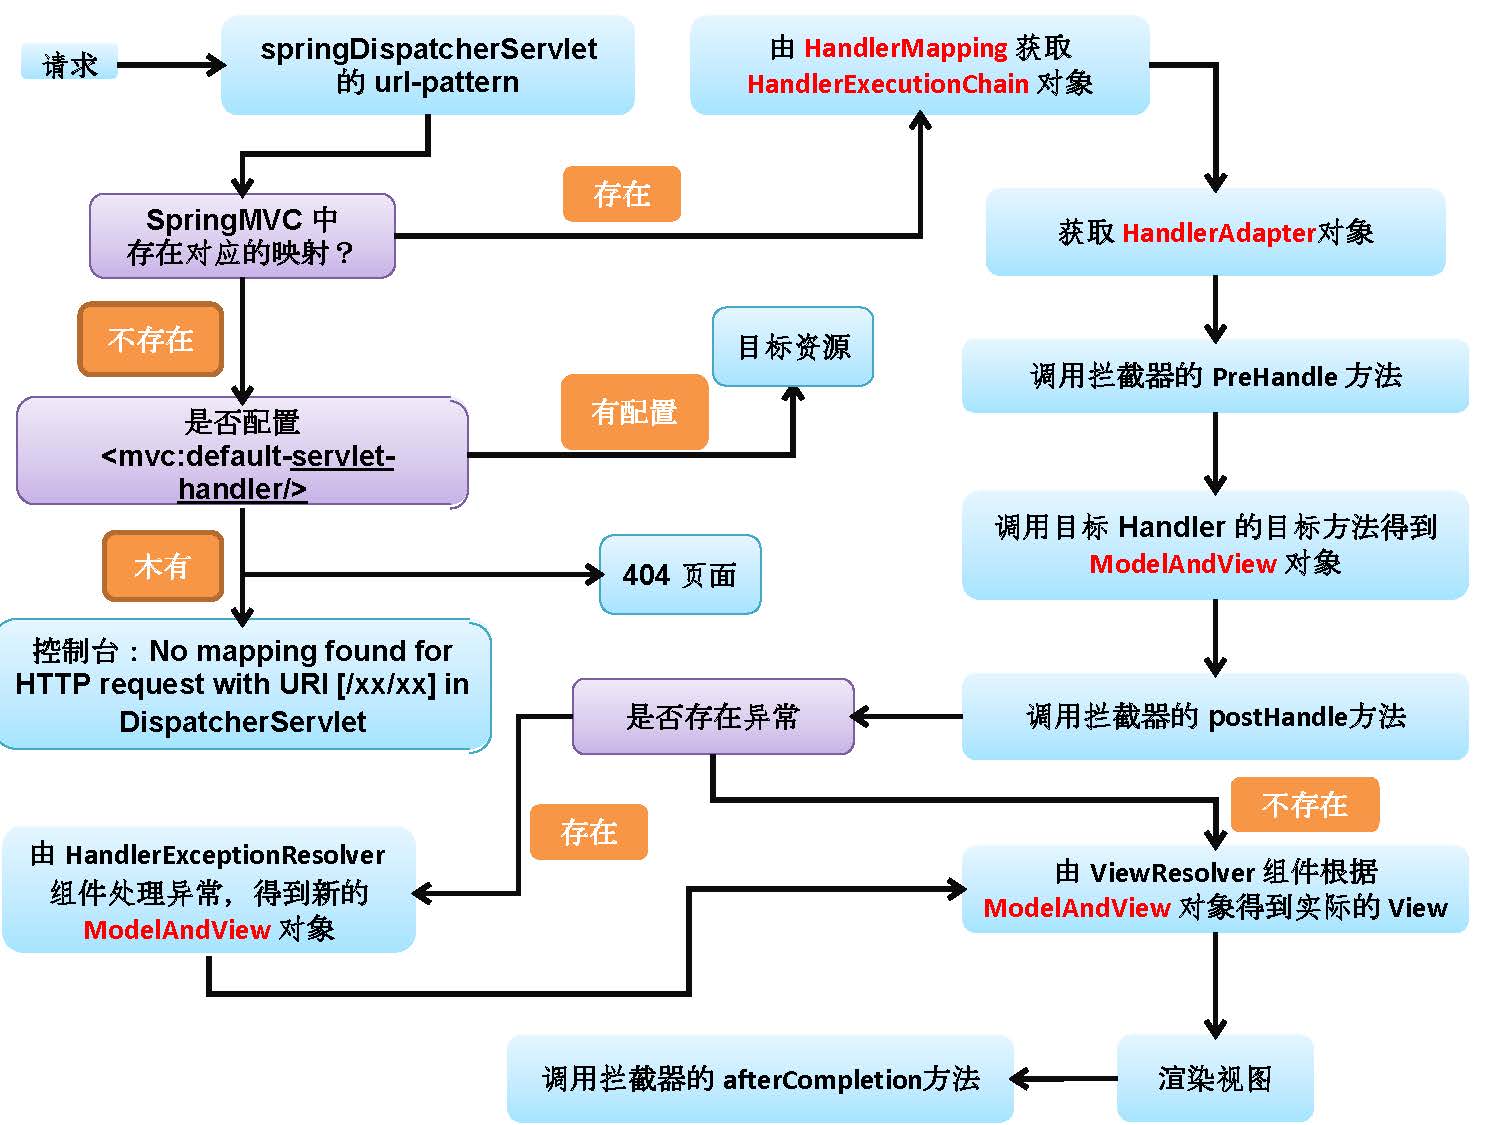 请求
springDispatcherServlet
的 url-pattern
由 HandlerMapping 获取
HandlerExecutionChain 对象
存在
SpringMVC 中
存在对应的映射？
获取 HandlerAdapter对象
不存在
目标资源
调用拦截器的 PreHandle 方法
有配置
是否配置
<mvc:default-servlet-
handler/>
调用目标 Handler 的目标方法得到
ModelAndView 对象
木有
404 页面
控制台：No mapping found for
HTTP request with URI [/xx/xx] in
DispatcherServlet
是否存在异常
调用拦截器的 postHandle方法
不存在
存在
由 HandlerExceptionResolver
组件处理异常，得到新的
ModelAndView 对象
由 ViewResolver 组件根据
ModelAndView 对象得到实际的 View
调用拦截器的 afterCompletion方法
渲染视图